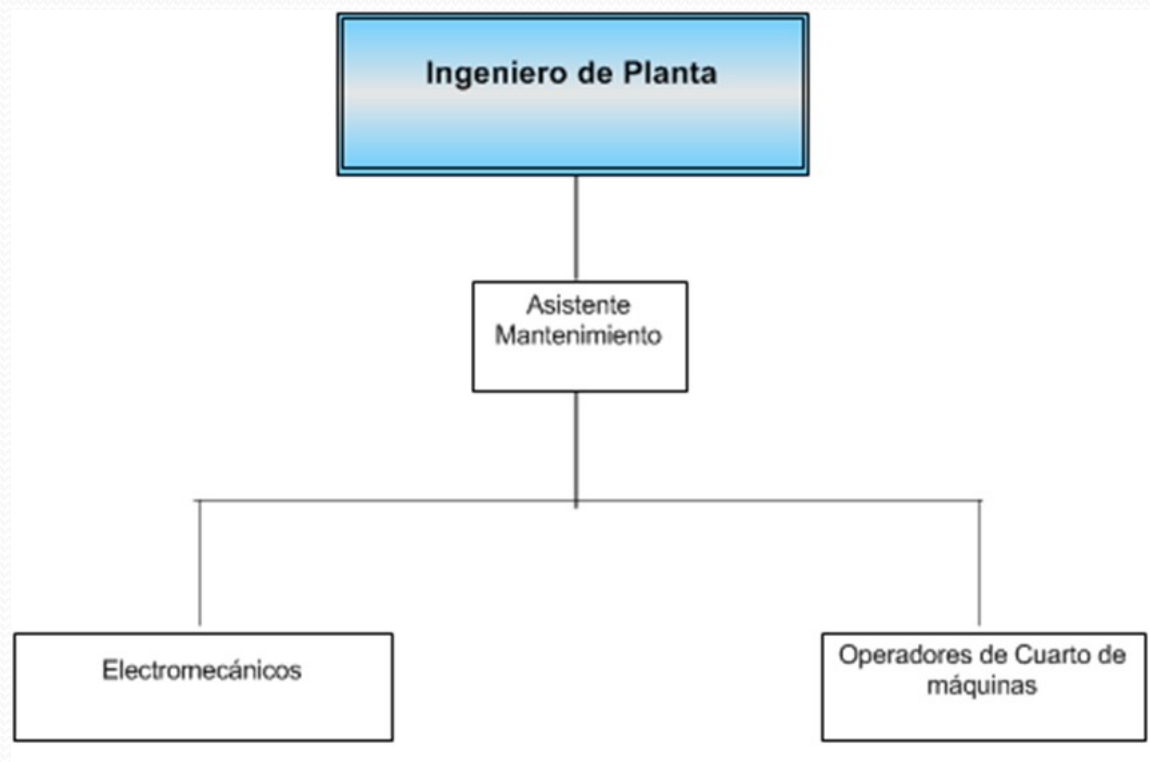 Ingeniero de Planta
Asistente
Mantenimiento
Electromecánicos
Operadores de Cuarto de
máquinas